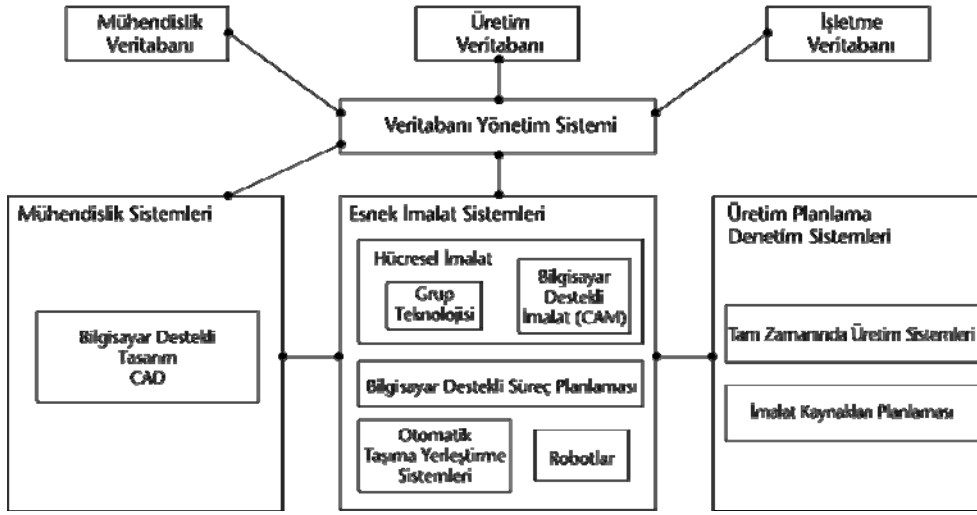 Mühendislik
Veritabanı
Üretim
Veritabanı
İşletme
Veritabanı
Veritabanı Yönetim Sistemi
Mühendislik Sistemleri
Bilgisayar Destekli
Tasarım
CAD
Esnek İmalat Sistemleri
Hücresel İmalat
Grup
Teknolojisi
Bilgisayar
Destekli
İmalat (CAM)
Bilgisayar Destekli Süreç Planlaması
Otomatik
Taşıma Yerleştirme
Sistemleri
Robotlar
Üretim Planlama
Denetim Sistemleri
Tam Zamanında Üretim Sistemleri
İmalat Kaynakları Planlaması